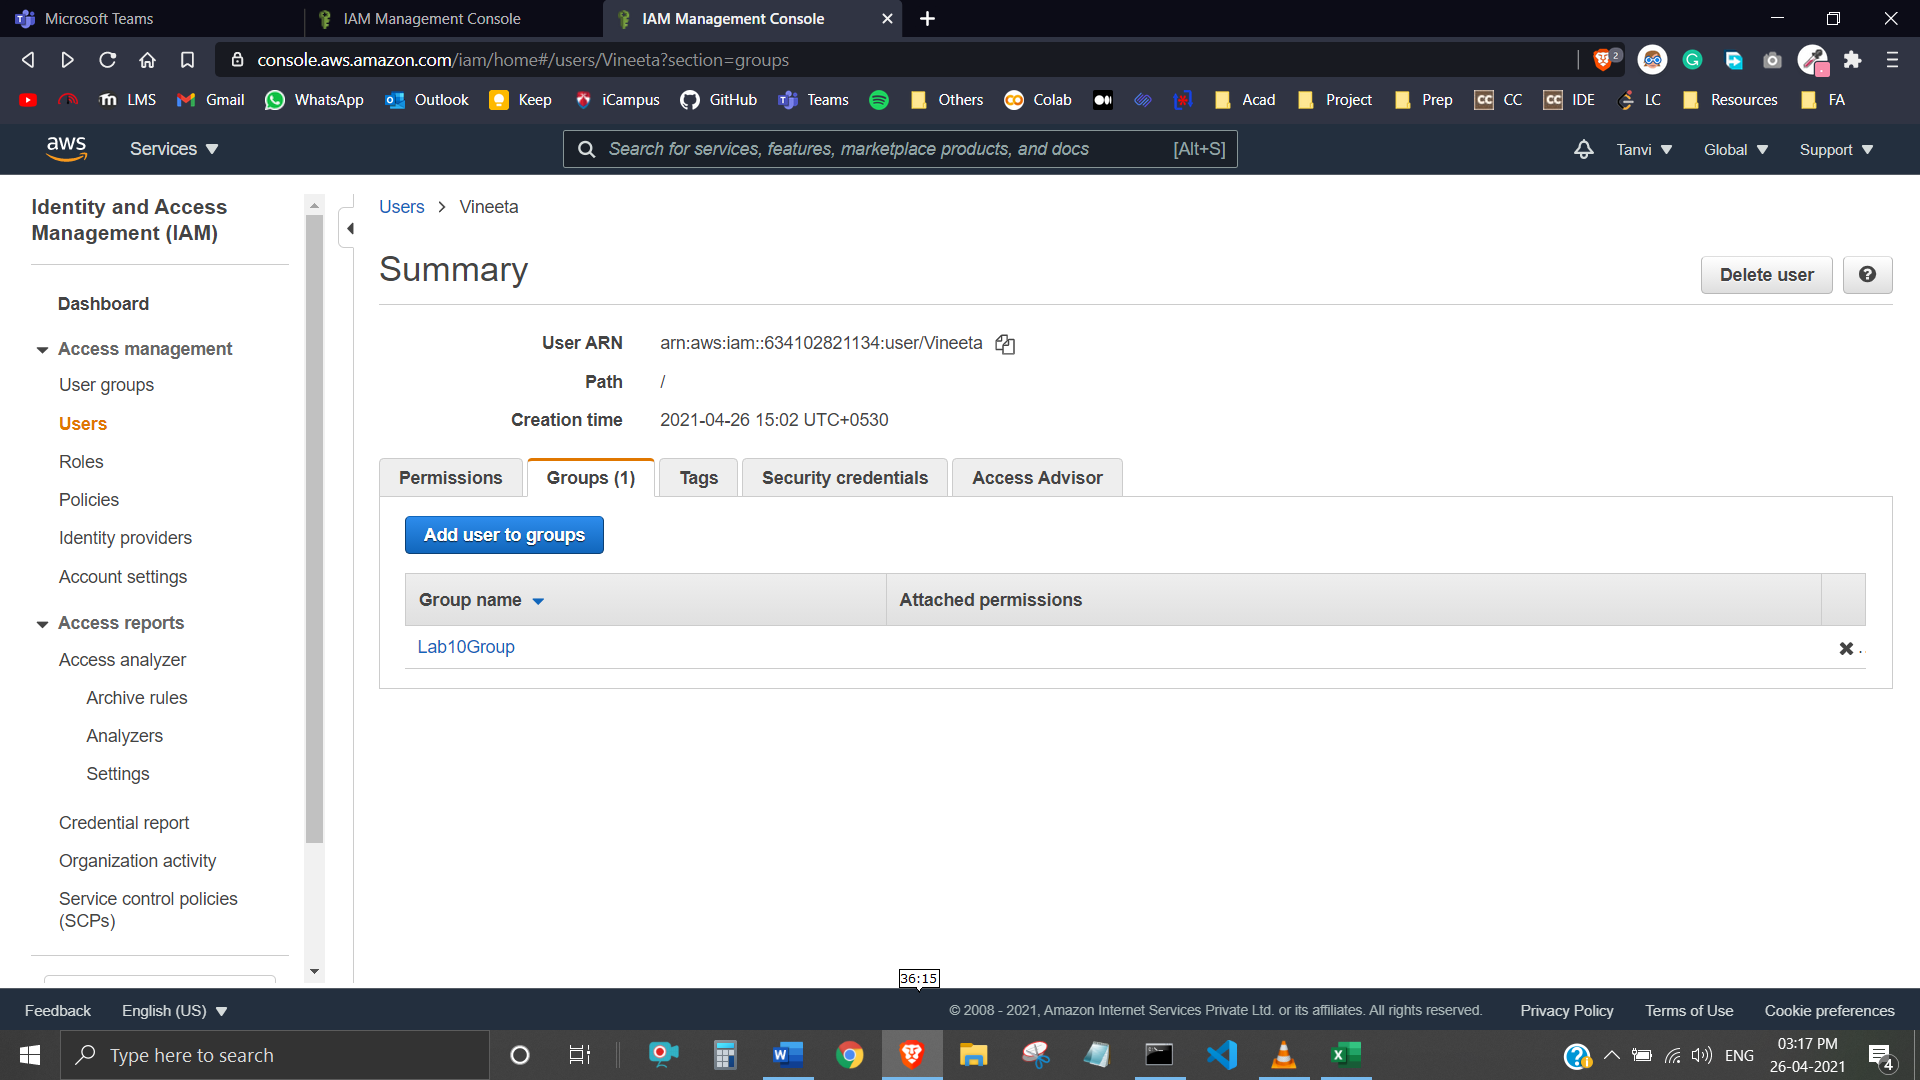 Microsoft Teams
IAM Management Console
IAM Management Console
console.aws.amazon.com/iam/home#/users/Vineeta?section=groups
2
LMS
Gmail
WhatsApp
Outlook
Keep
iCampus
GitHub
Teams
Others
Colab
Acad
Project
Prep
CC CC
CC IDE
LC
Resources
FA
aws
Services
Search for services, features, marketplace products, and docs [Alt+S]
Tanvi
Global
Support
Identity and Access
Management (IAM)
Dashboard
Access management
User groups
Users
Roles
Policies
Identity providers
Account settings
Access reports
Access analyzer
Archive rules
Analyzers
Settings
Credential report
Organization activity
Service control policies
(SCPs)
Users > Vineeta
Summary
Delete user
User ARN arn:aws:iam::634102821134:user/Vineeta
Path /
Creation time 2021-04-26 15:02 UTC+0530
Permissions
Groups (1)
Tags
Security credentials
Access Advisor
Add user to groups
Group name
Attached permissions
Lab10Group
36:15
Feedback
English (US)
© 2008 - 2021, Amazon Internet Services Private Ltd. or its affiliates. All rights reserved.
Privacy Policy
Terms of Use
Cookie preferences
Type here to search
ENG
03:17 PM
26-04-2021
4